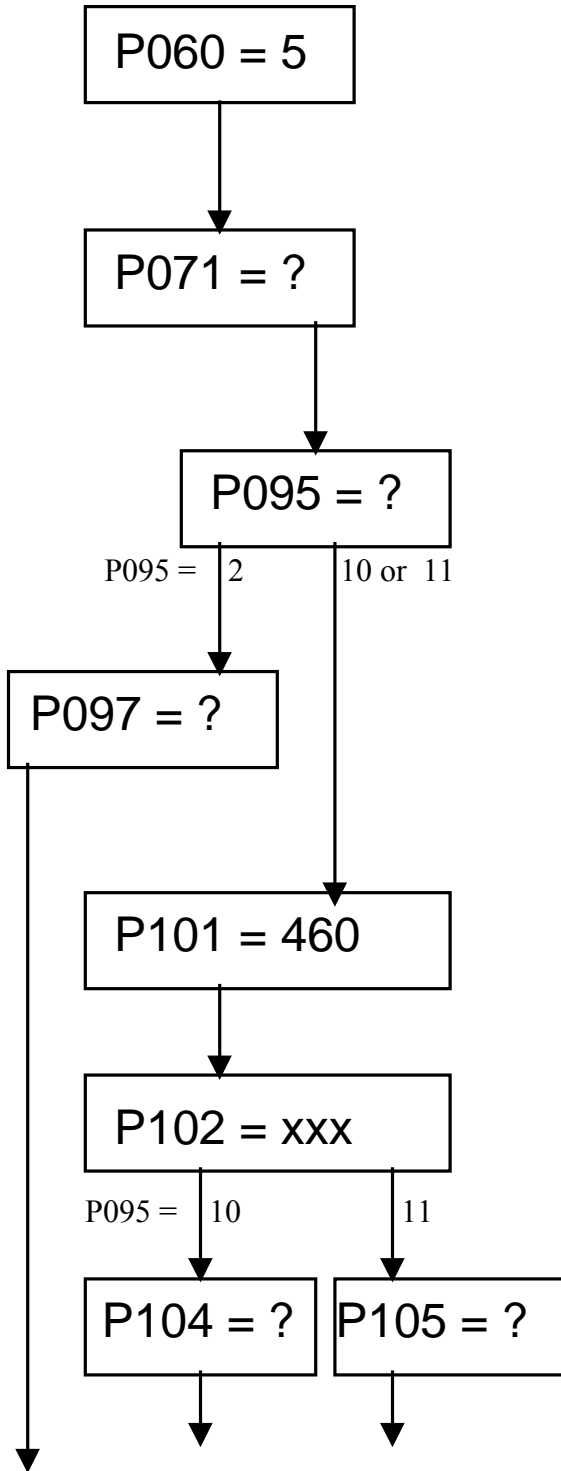 P060 = 5
P071 = ?
P095 = ?
P095 = 2 10 or 11
P097 = ?
P101 = 460
P102 = xxx
P095 = 10 11
P104 = ? P105 = ?